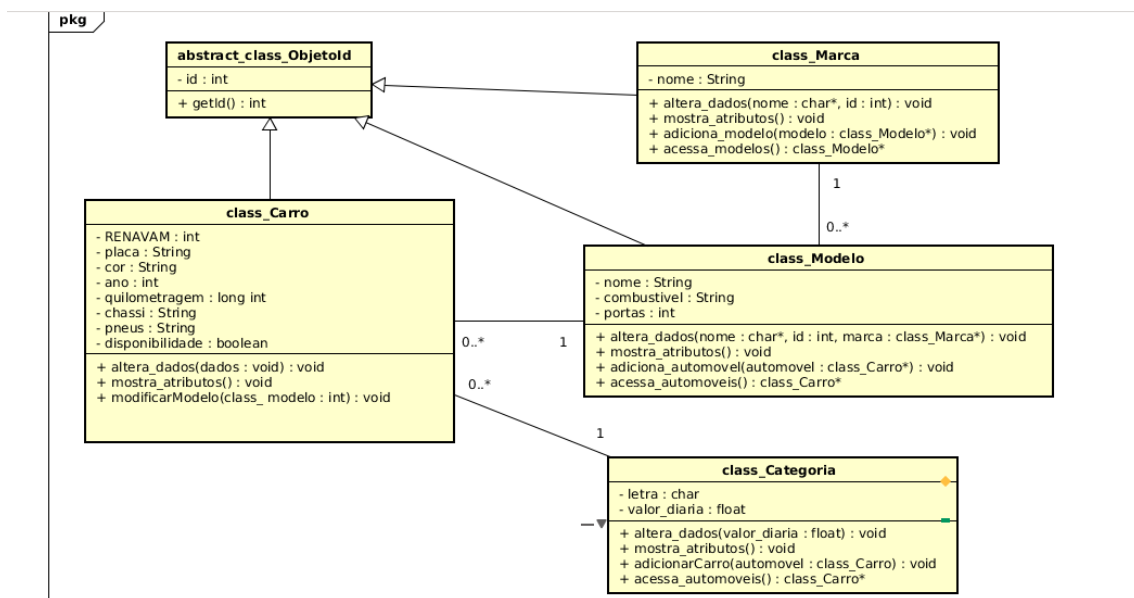 pkg
abstract_class_ObjetoId
- id : int
+ getId() : int
class_Marca
- nome : String
+ altera_dados(nome : char*, id : int) : void
+ mostra_atributos() : void
+ adiciona_modelo(modelo : class_Modelo*) : void
+ acessa_modelos() : class_Modelo*
1
0..*
class_Carro
- RENAVAM : int
- placa : String
- cor : String
- ano : int
- quilometragem : long int
- chassi : String
- pneus : String
- disponibilidade : boolean
+ altera_dados(dados : void) : void
+ mostra_atributos() : void
+ modificarModelo(class_ modelo : int) : void
class_Modelo
- nome : String
- combustivel : String
- portas : int
+ altera_dados(nome : char*, id : int, marca : class_Marca*) : void
+ mostra_atributos() : void
+ adiciona_automovel(automovel : class_Carro*) : void
+ acessa_automoveis() : class_Carro*
0..*
1
0..*
1
class_Categoria
- letra : char
- valor_diaria : float
+ altera_dados(valor_diaria : float) : void
+ mostra_atributos() : void
+ adicionarCarro(automovel : class_Carro) : void
+ acessa_automoveis() : class_Carro*